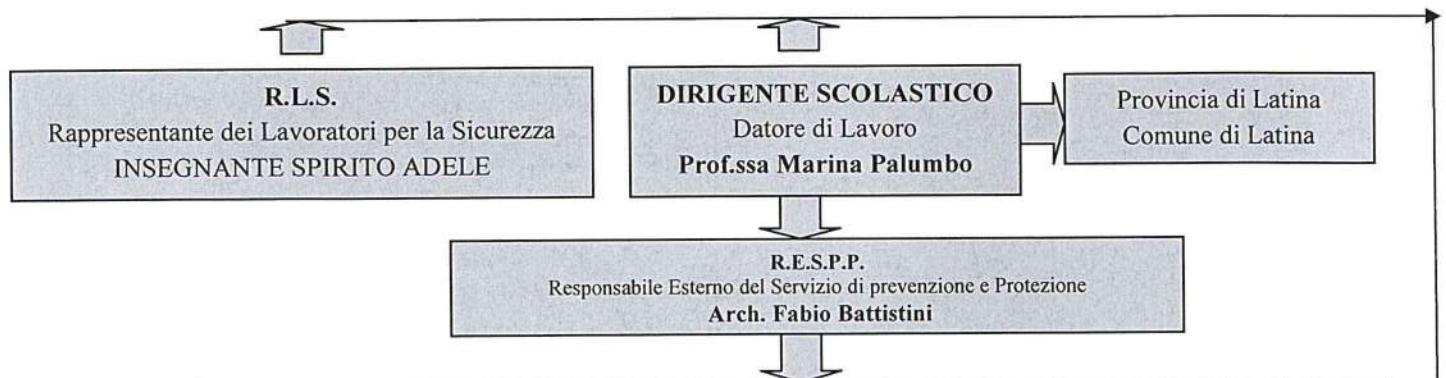 R.L.S.
Rappresentante dei Lavoratori per la Sicurezza
INSEGNANTE SPIRITO ADELE
DIRIGENTE SCOLASTICO
Datore di Lavoro
Prof.ssa Marina Palumbo
Provincia di Latina
Comune di Latina
R.E.S.P.P.
Responsabile Esterno del Servizio di prevenzione e Protezione
Arch. Fabio Battistini